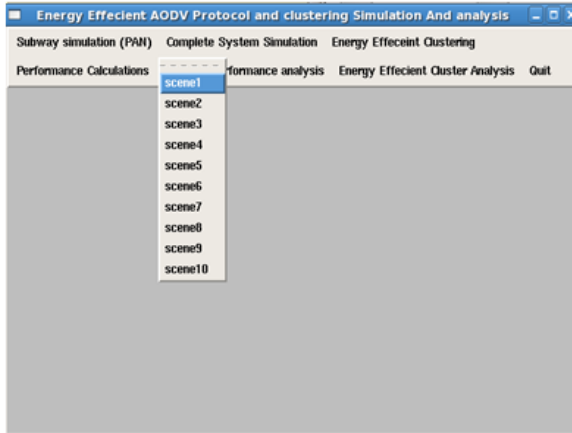 Energy Effecient AODV Protocol and clustering Simulation And analysis
Subway simulation (PAN) Complete System Simulation Energy Effeceint Clustering
Performance Calculations formance analysis Energy Effecient Cluster Analysis Quit
scene1
scene2
scene3
scene4
scene5
scene6
scene7
scene8
scene9
scene10